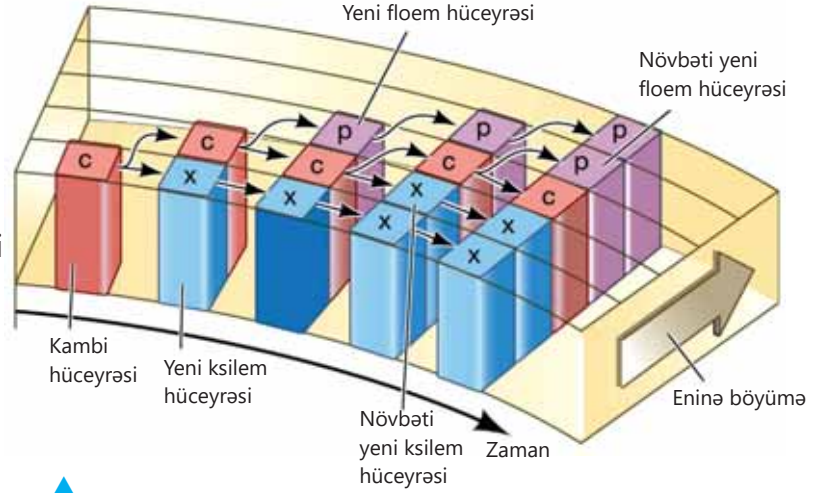 Yeni floem hüceyrəsi
Növbəti yeni
floem hüceyrəsi
c
c
x
p
c
x
p
c
x
x
p
p
c
x
x
Kambi
hüceyrəsi
Yeni ksilem
hüceyrəsi
Növbəti
yeni ksilem
hüceyrəsi
Zaman
Eninə böyümə